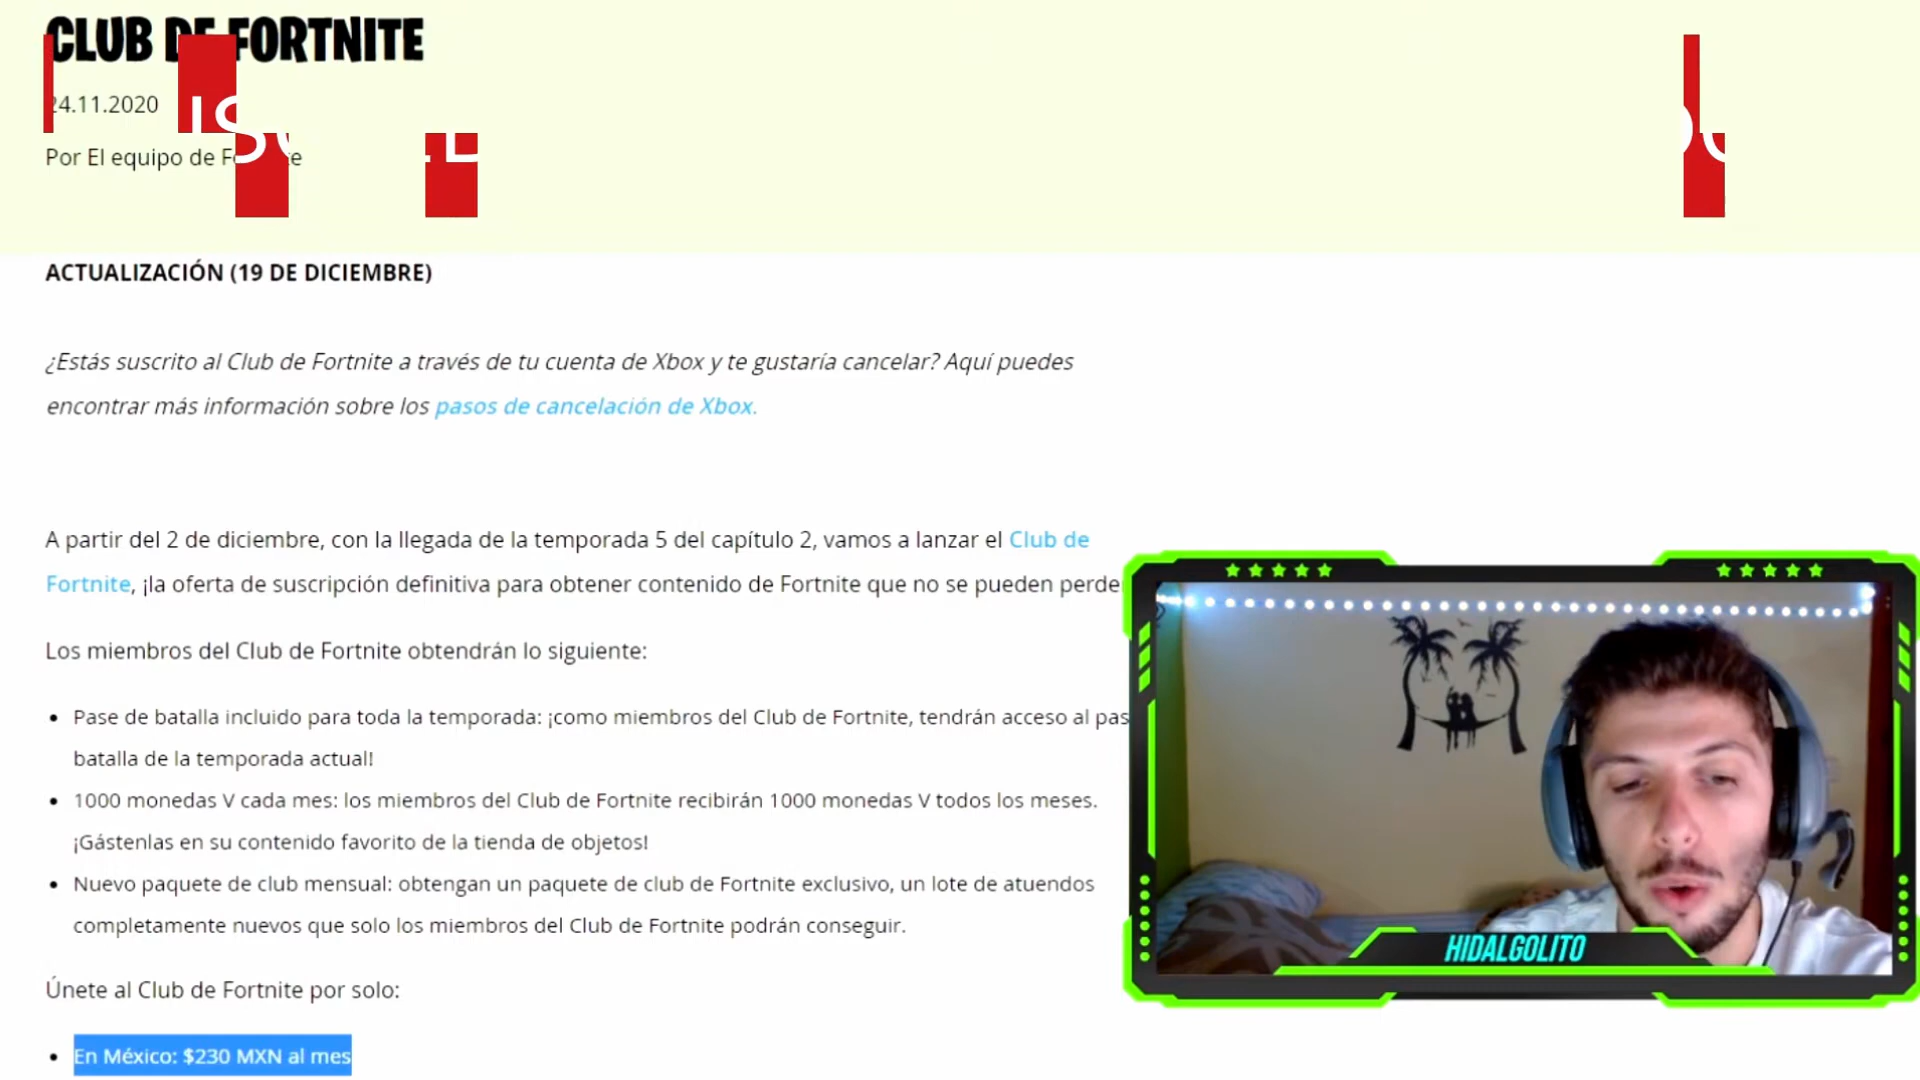 CLUB DE FORTNITE
24.11.2020
Por El equipo de
ACTUALIZACIÓN (19 DE DICIEMBRE)
¿Estás suscrito al Club de Fortnite a través de tu cuenta de Xbox y te gustaría cancelar? Aquí puedes
encontrar más información sobre los pasos de cancelación de Xbox.
A partir del 2 de diciembre, con la llegada de la temporada 5 del capítulo 2, vamos a lanzar el Club de
Fortnite, ¡la oferta de suscripción definitiva para obtener contenido de Fortnite que no se pueden perde
Los miembros del Club de Fortnite obtendrán lo siguiente:
• Pase de batalla incluido para toda la temporada: ¡como miembros del Club de Fortnite, tendrán acceso al pas
batalla de la temporada actual!
• 1000 monedas V cada mes: los miembros del Club de Fortnite recibirán 1000 monedas V todos los meses.
¡Gástenlas en su contenido favorito de la tienda de objetos!
• Nuevo paquete de club mensual: obtengan un paquete de club de Fortnite exclusivo, un lote de atuendos
completamente nuevos que solo los miembros del Club de Fortnite podrán conseguir.
HIDALGOLITO
Únete al Club de Fortnite por solo:
• En México: $230 MXN al mes